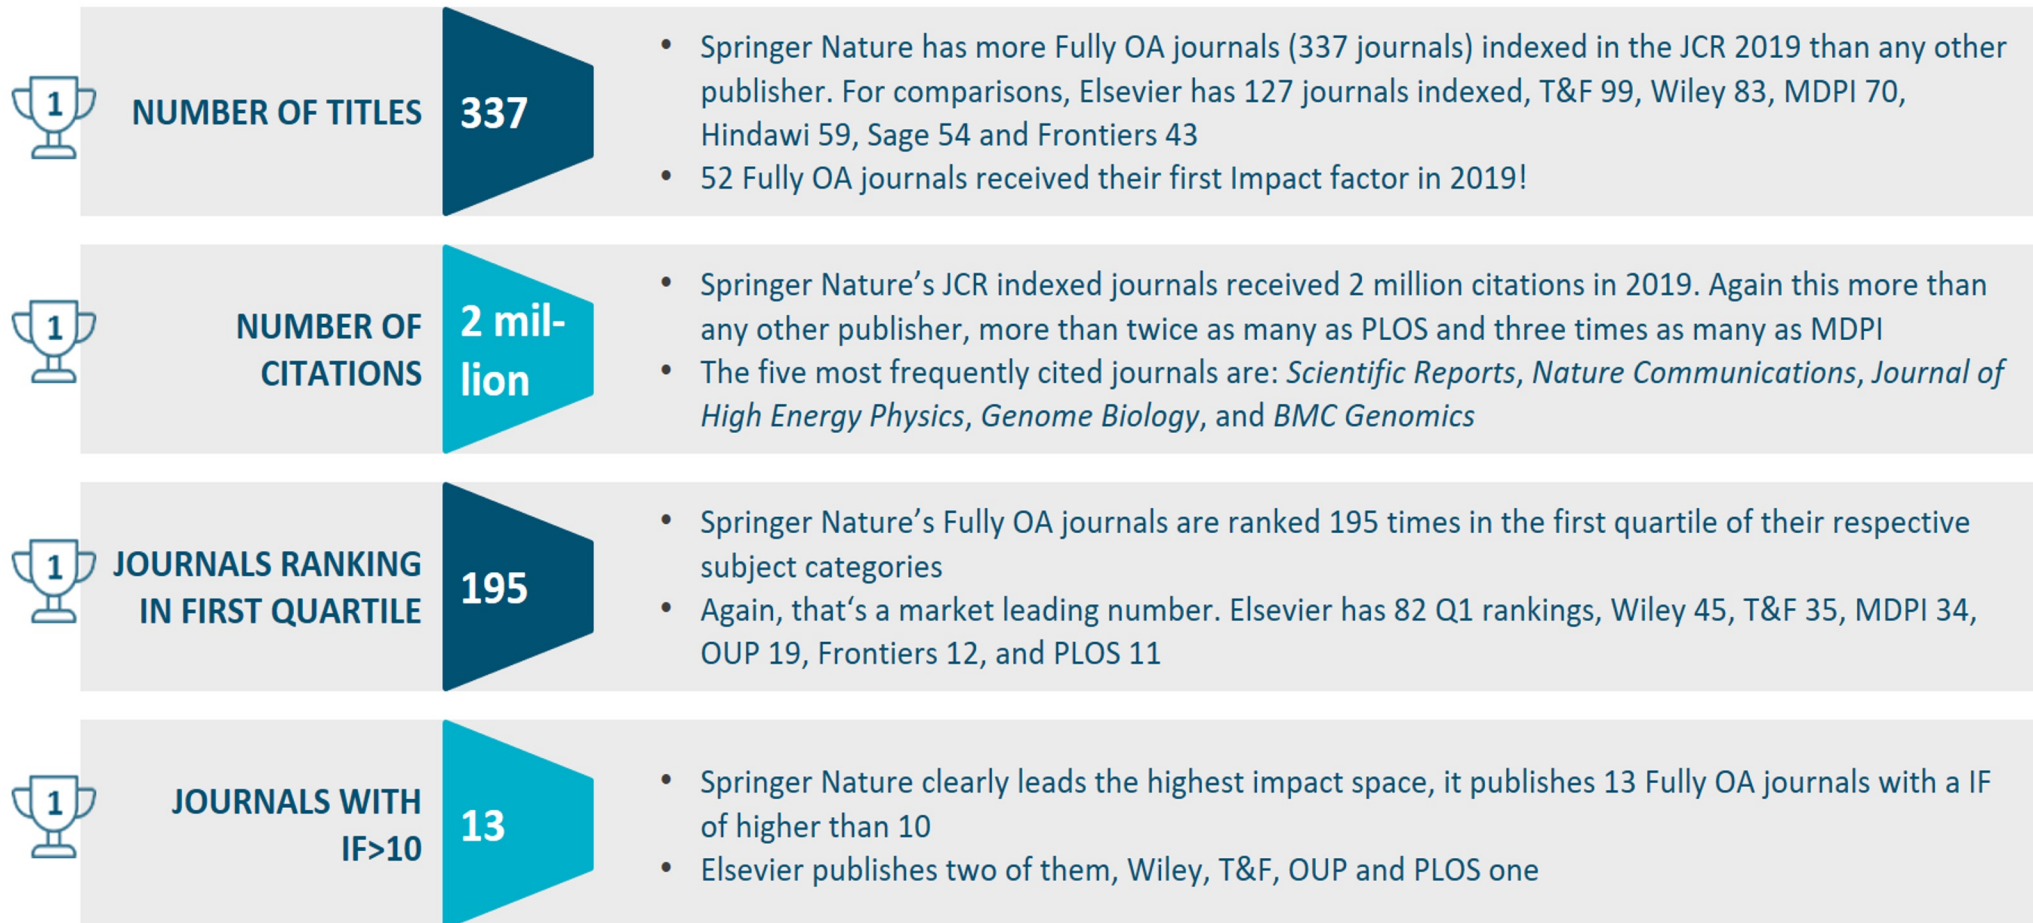 1
NUMBER OF TITLES
337
• Springer Nature has more Fully OA journals (337 journals) indexed in the JCR 2019 than any other
publisher. For comparisons, Elsevier has 127 journals indexed, T&F 99, Wiley 83, MDPI 70,
Hindawi 59, Sage 54 and Frontiers 43
• 52 Fully OA journals received their first Impact factor in 2019!
1
NUMBER OF
CITATIONS
2 mil-
lion
• Springer Nature’s JCR indexed journals received 2 million citations in 2019. Again this more than
any other publisher, more than twice as many as PLOS and three times as many as MDPI
• The five most frequently cited journals are: Scientific Reports, Nature Communications, Journal of
High Energy Physics, Genome Biology, and BMC Genomics
1
JOURNALS RANKING
IN FIRST QUARTILE
195
• Springer Nature’s Fully OA journals are ranked 195 times in the first quartile of their respective
subject categories
• Again, that‘s a market leading number. Elsevier has 82 Q1 rankings, Wiley 45, T&F 35, MDPI 34,
OUP 19, Frontiers 12, and PLOS 11
1
JOURNALS WITH
IF>10
13
• Springer Nature clearly leads the highest impact space, it publishes 13 Fully OA journals with a IF
of higher than 10
• Elsevier publishes two of them, Wiley, T&F, OUP and PLOS one